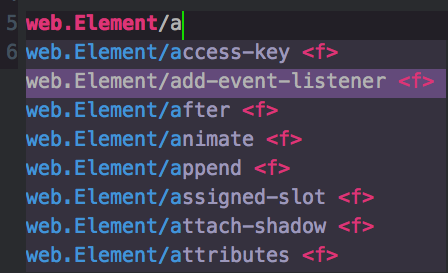 5 web.Element/a
6 web.Element/access-key <f>
web.Element/add-event-listener <f>
web.Element/after <f>
web.Element/animate <f>
web.Element/append <f>
web.Element/assigned-slot <f>
web.Element/attach-shadow <f>
web.Element/attributes <f>